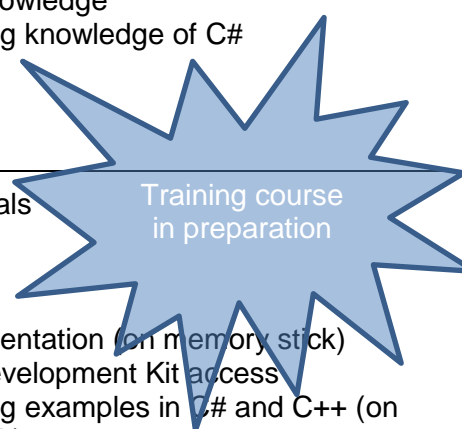 owledge
g knowledge of C#
Training course
in preparation
als
entation (on memory stick)
evelopment Kit access
g examples in C# and C++ (on